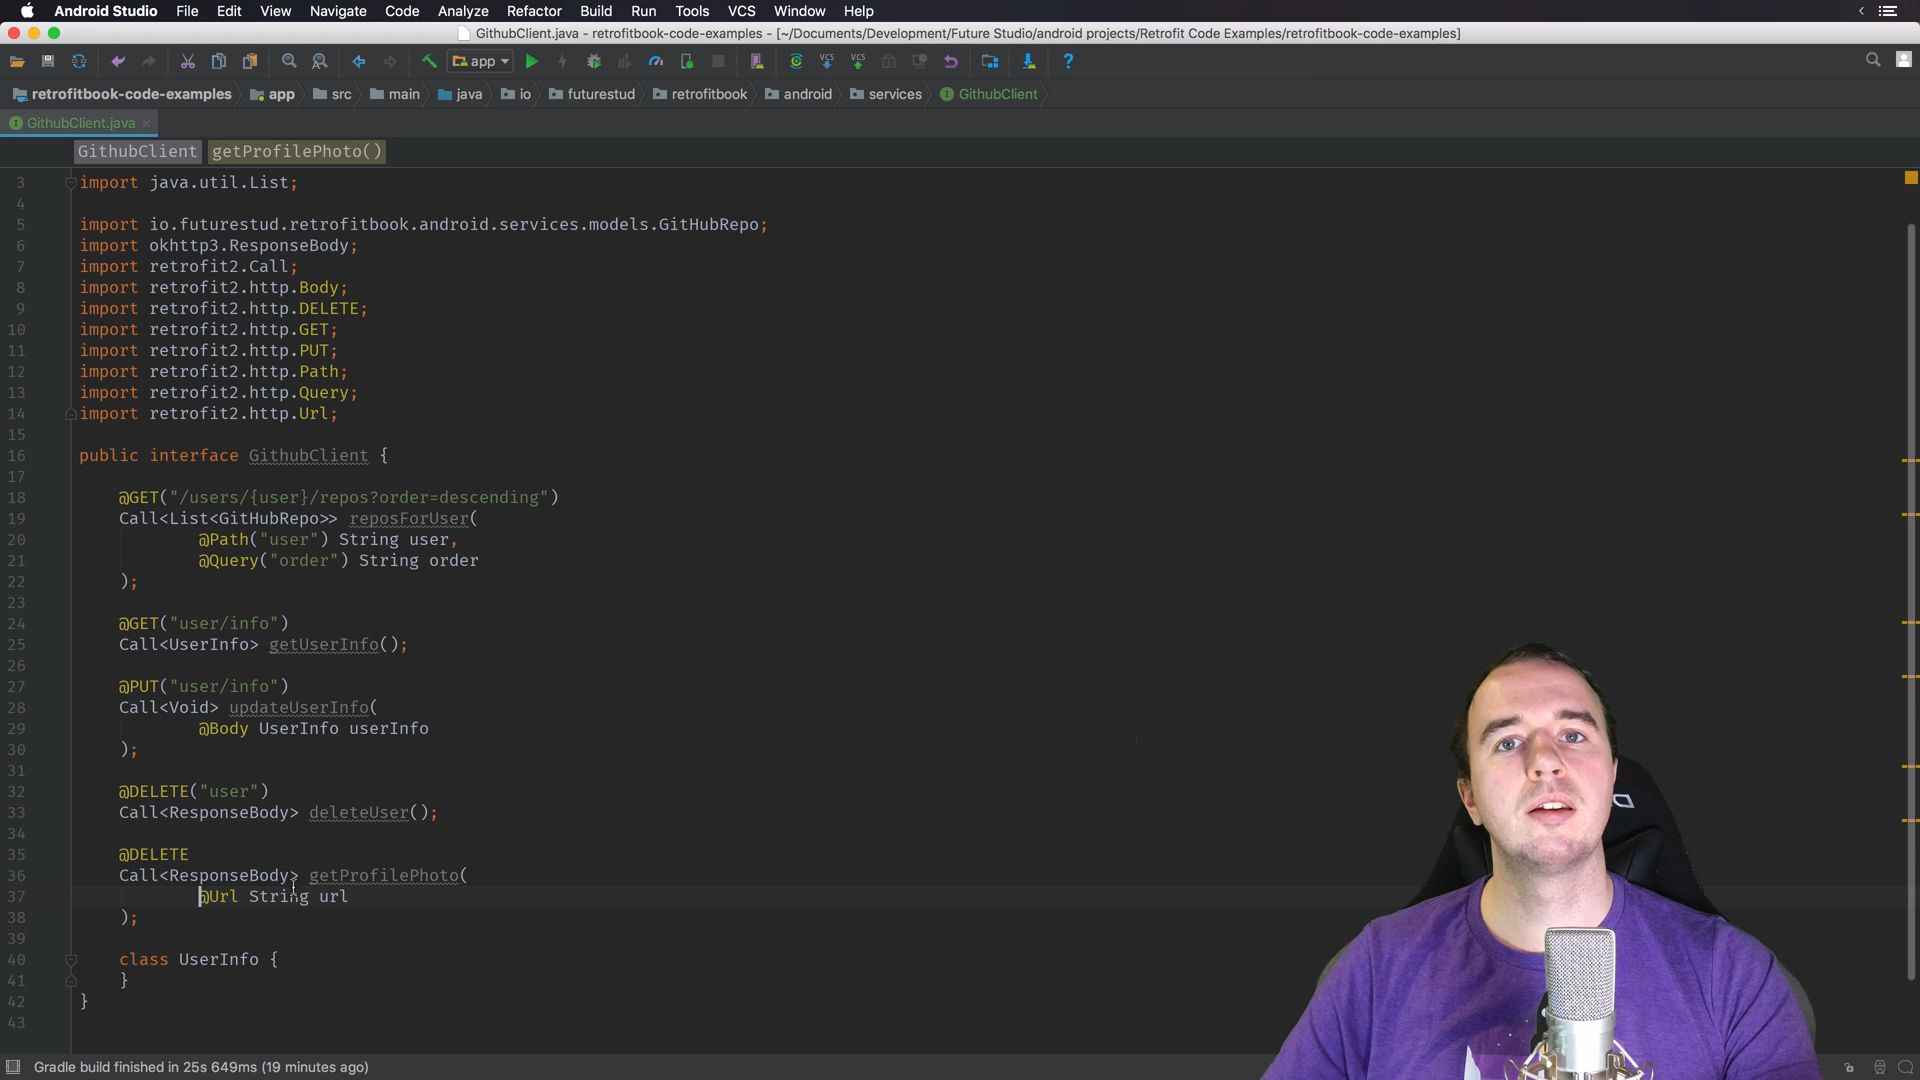 Android Studio File Edit View Navigate Code Analyze Refactor Build Run Tools VCS Window Help
GithubClient.java - retrofitbook-code-examples - [~/Documents/Development/Future Studio/android projects/Retrofit Code Examples/retrofitbook-code-examples]
app VCS VCS ?
retrofitbook-code-examples app src main java io futurestud retrofitbook android services GithubClient
GithubClient.java
GithubClient getProfilePhoto()
3 import java.util.List;
4
5 import io.futurestud.retrofitbook.android.services.models.GitHubRepo;
6 import okhttp3.ResponseBody;
7 import retrofit2.Call;
8 import retrofit2.http.Body;
9 import retrofit2.http.DELETE;
10 import retrofit2.http.GET;
11 import retrofit2.http.PUT;
12 import retrofit2.http.Path;
13 import retrofit2.http.Query;
14 import retrofit2.http.Url;
15
16 public interface GithubClient {
17
18 @GET("/users/{user}/repos?order=descending")
19 Call<List<GitHubRepo>> reposForUser(
20 @Path("user") String user,
21 @Query("order") String order
22 );
23
24 @GET("user/info")
25 Call<UserInfo> getUserInfo();
26
27 @PUT("user/info")
28 Call<Void> updateUserInfo(
29 @Body UserInfo userInfo
30 );
31
32 @DELETE("user")
33 Call<ResponseBody> deleteUser();
34
35 @DELETE
36 Call<ResponseBody> getProfilePhoto(
37 @Url String url
38 );
39
40 class UserInfo {
41 }
42 }
43
Gradle build finished in 25s 649ms (19 minutes ago)